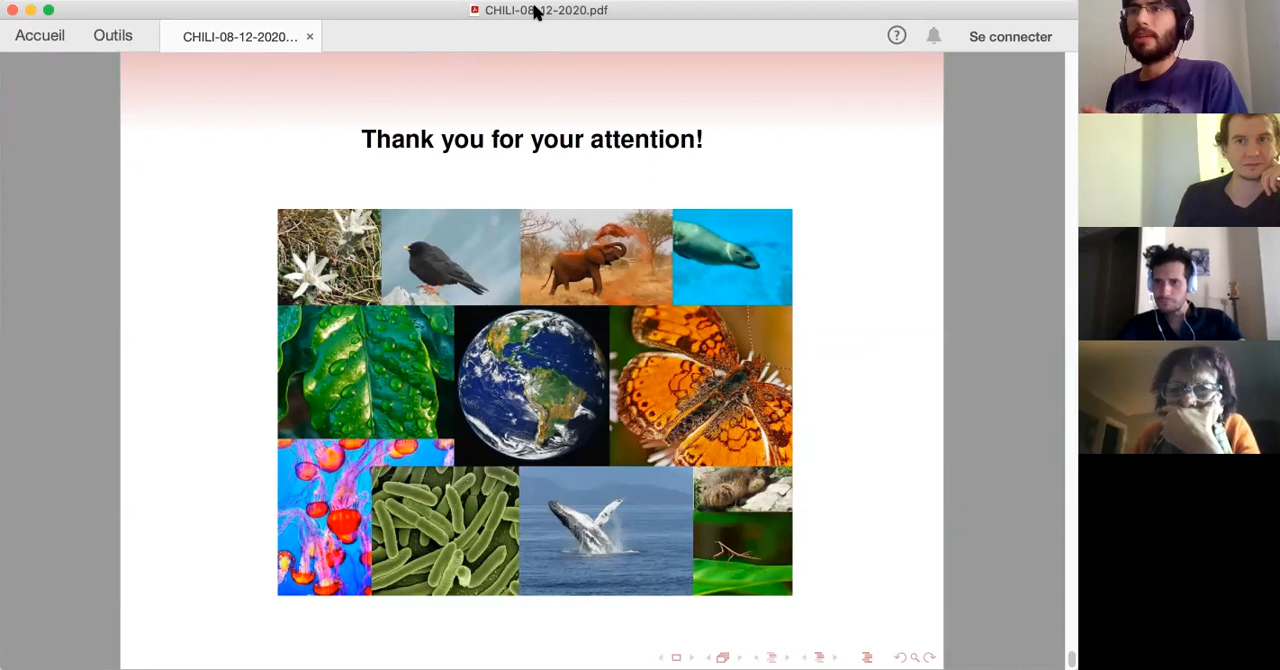 CHILI-08-12-2020.pdf
Accueil
Outils
CHILI-08-12-2020... ×
Se connecter
Thank you for your attention!